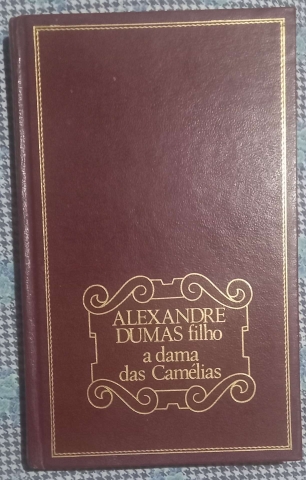 ALEXANDRE
DUMAS filho
a dama
das Camélias